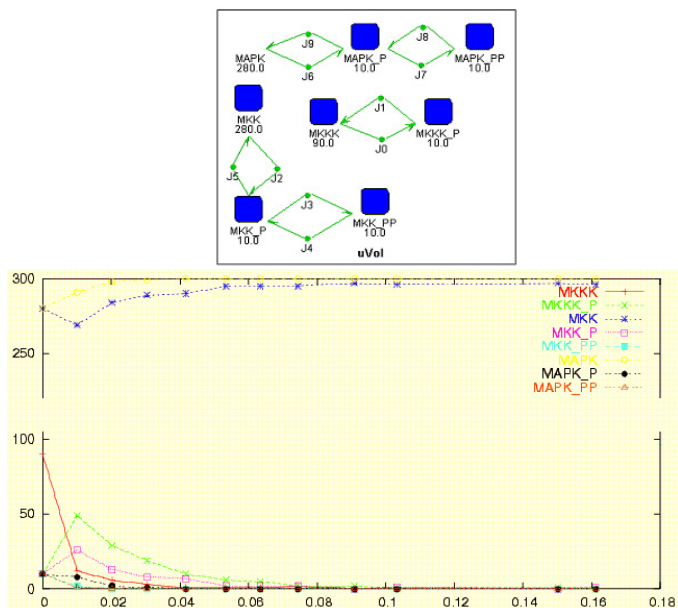 J9
J8
MAPK
280.0
MAPK_P
10.0
MAPK_PP
10.0
J6
J7
MKK
280.0
J1
MKKK
90.0
MKKK_P
10.0
J0
J5
J2
J3
MKK_P
10.0
MKK_PP
10.0
J4
uVol
300
MKKK
MKKK_P
MKK
MKK_P
MKK_PP
MAPK
MAPK_P
MAPK_PP
250
100
50
0
0 0.02 0.04 0.06 0.08 0.1 0.12 0.14 0.16 0.18